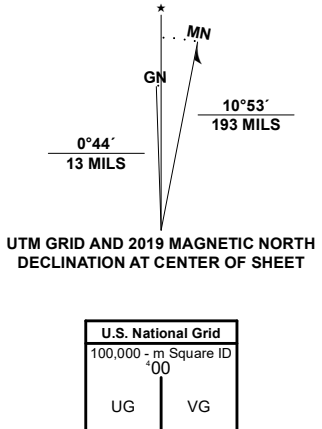 ★
MN
GN
10°53´
193 MILS
0°44´
13 MILS
UTM GRID AND 2019 MAGNETIC NORTH
DECLINATION AT CENTER OF SHEET
U.S. National Grid
100,000 - m Square ID
⁴00
UG VG